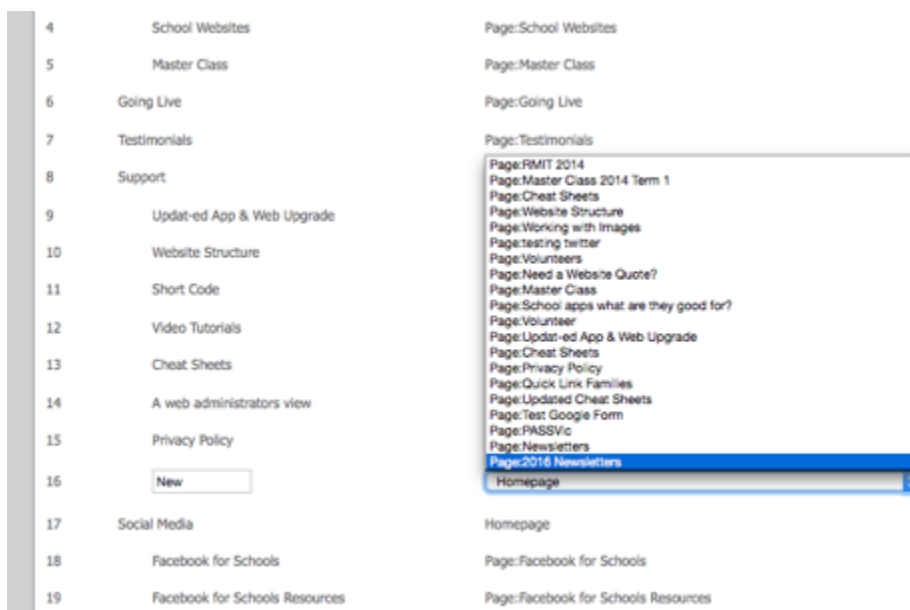 4 School Websites Page:School Websites
5 Master Class Page:Master Class
6 Going Live Page:Going Live
7 Testimonials Page:Testimonials
8 Support
9 Updat-ed App & Web Upgrade
10 Website Structure
11 Short Code
12 Video Tutorials
13 Cheat Sheets
14 A web administrators view
15 Privacy Policy
Page:RMIT 2014
Page:Master Class 2014 Term 1
Page:Cheat Sheets
Page:Website Structure
Page:Working with Images
Page:testing twitter
Page:Volunteers
Page:Need a Website Quote?
Page:Master Class
Page:School apps what are they good for?
Page:Volunteer
Page:Updat-ed App & Web Upgrade
Page:Cheat Sheets
Page:Privacy Policy
Page:Quick Link Families
Page:Updated Cheat Sheets
Page:Test Google Form
Page:PASSVic
Page:Newsletters
Page:2016 Newsletters
16 New Homepage
17 Social Media Homepage
18 Facebook for Schools Page:Facebook for Schools
19 Facebook for Schools Resources Page:Facebook for Schools Resources